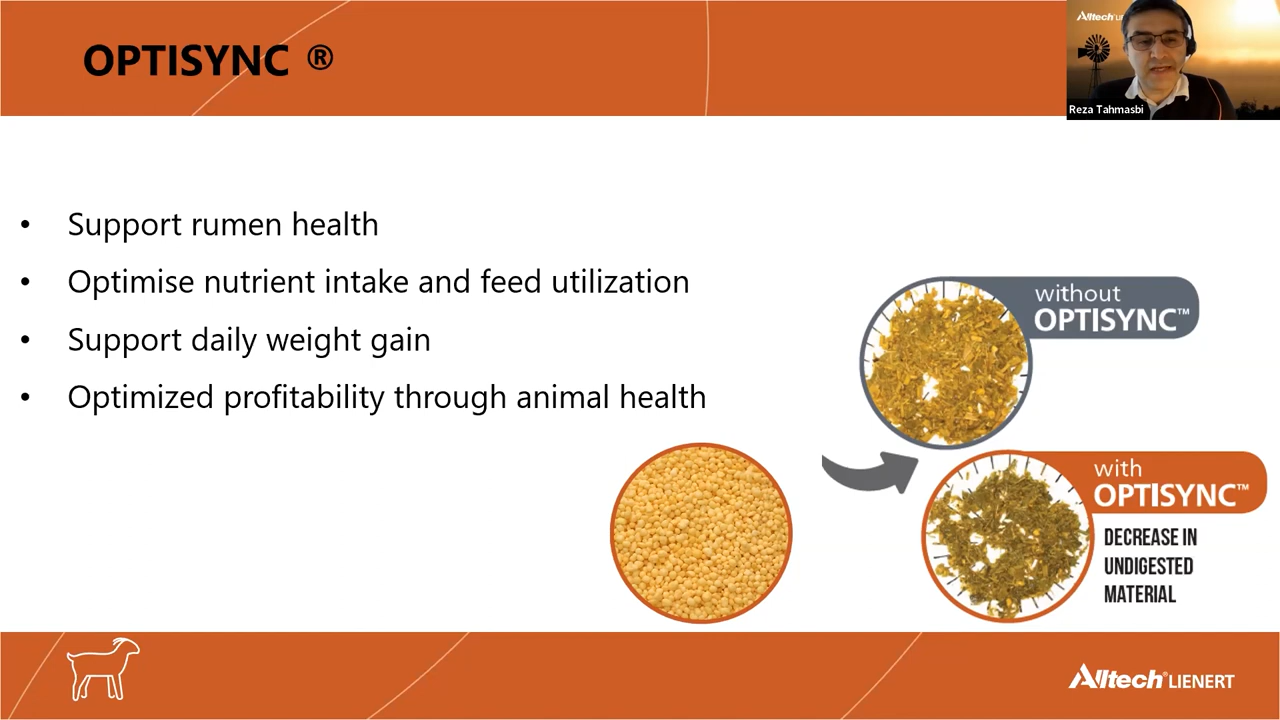 OPTISYNC ®
Alltech
Reza Tahmasbi
• Support rumen health
• Optimise nutrient intake and feed utilization
• Support daily weight gain
• Optimized profitability through animal health
without
OPTISYNC™
with
OPTISYNC™
DECREASE IN
UNDIGESTED
MATERIAL
Alltech® LIENERT